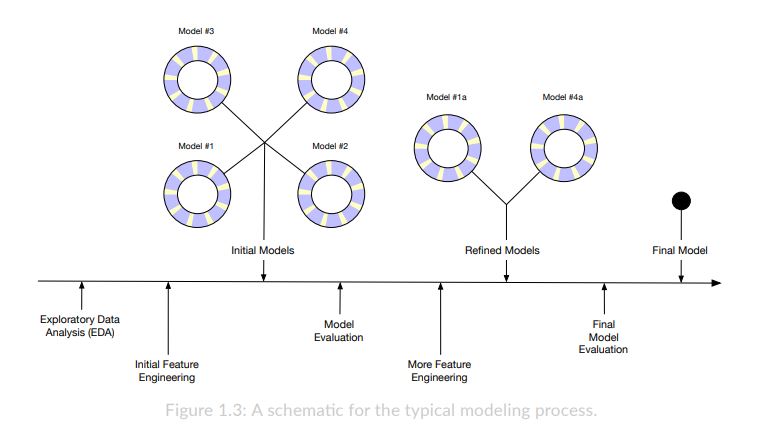 Model #3
Model #4
Model #1a
Model #4a
Model #1
Model #2
Initial Models
Refined Models
Final Model
Exploratory Data
Analysis (EDA)
Initial Feature
Engineering
Model
Evaluation
More Feature
Engineering
Final
Model
Evaluation
Figure 1.3: A schematic for the typical modeling process.